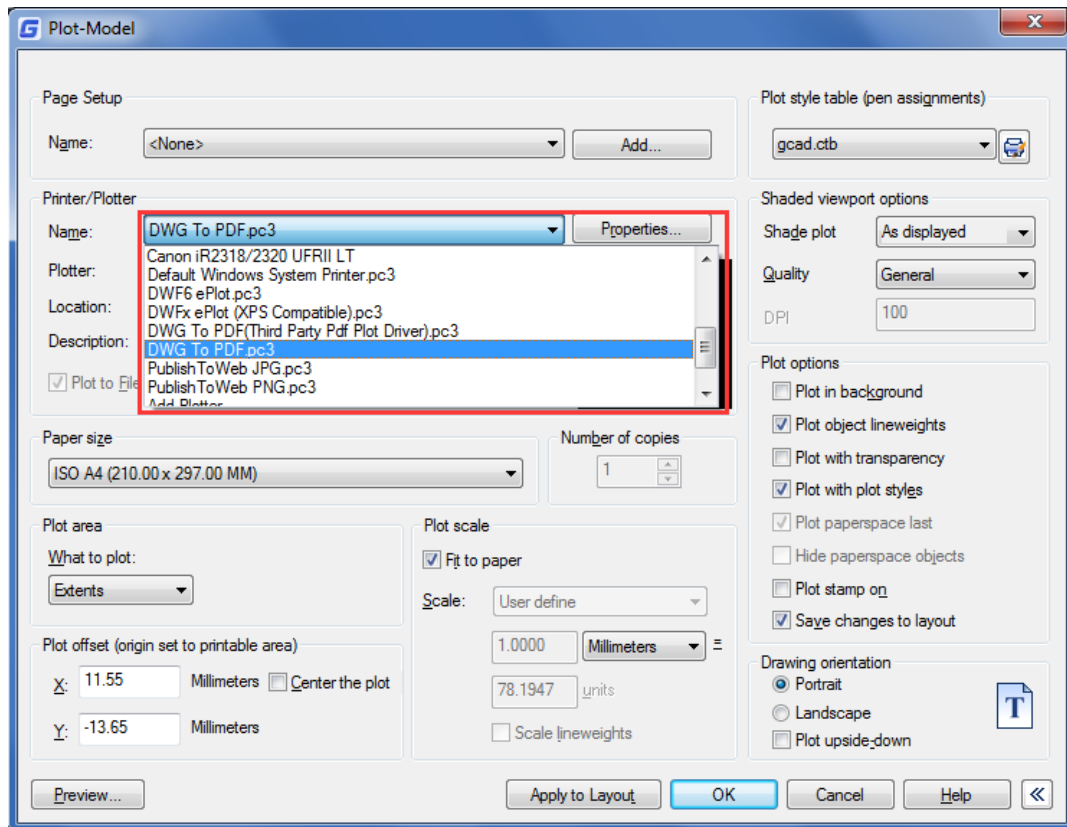 Plot-Model
Page Setup
Name:
<None>
Add...
Printer/Plotter
Name:
DWG To PDF.pc3
Properties...
Canon iR2318/2320 UFRII LT
Default Windows System Printer.pc3
DWF6 ePlot.pc3
DWFx ePlot (XPS Compatible).pc3
DWG To PDF(Third Party Pdf Plot Driver).pc3
DWG To PDF.pc3
PublishToWeb JPG.pc3
PublishToWeb PNG.pc3
Add Plotter
Plotter:
Location:
Description:
Plot to File
Paper size
ISO A4 (210.00 x 297.00 MM)
Number of copies
1
Plot area
What to plot:
Extents
Plot offset (origin set to printable area)
X: 11.55 Millimeters
Center the plot
Y: -13.65 Millimeters
Plot scale
Fit to paper
Scale: User define
1.0000 Millimeters =
78.1947 units
Scale lineweights
Plot style table (pen assignments)
gcad.ctb
Shaded viewport options
Shade plot As displayed
Quality General
DPI 100
Plot options
Plot in background
Plot object lineweights
Plot with transparency
Plot with plot styles
Plot paperspace last
Hide paperspace objects
Plot stamp on
Save changes to layout
Drawing orientation
Portrait
Landscape
Plot upside-down
T
Preview...
Apply to Layout
OK
Cancel
Help